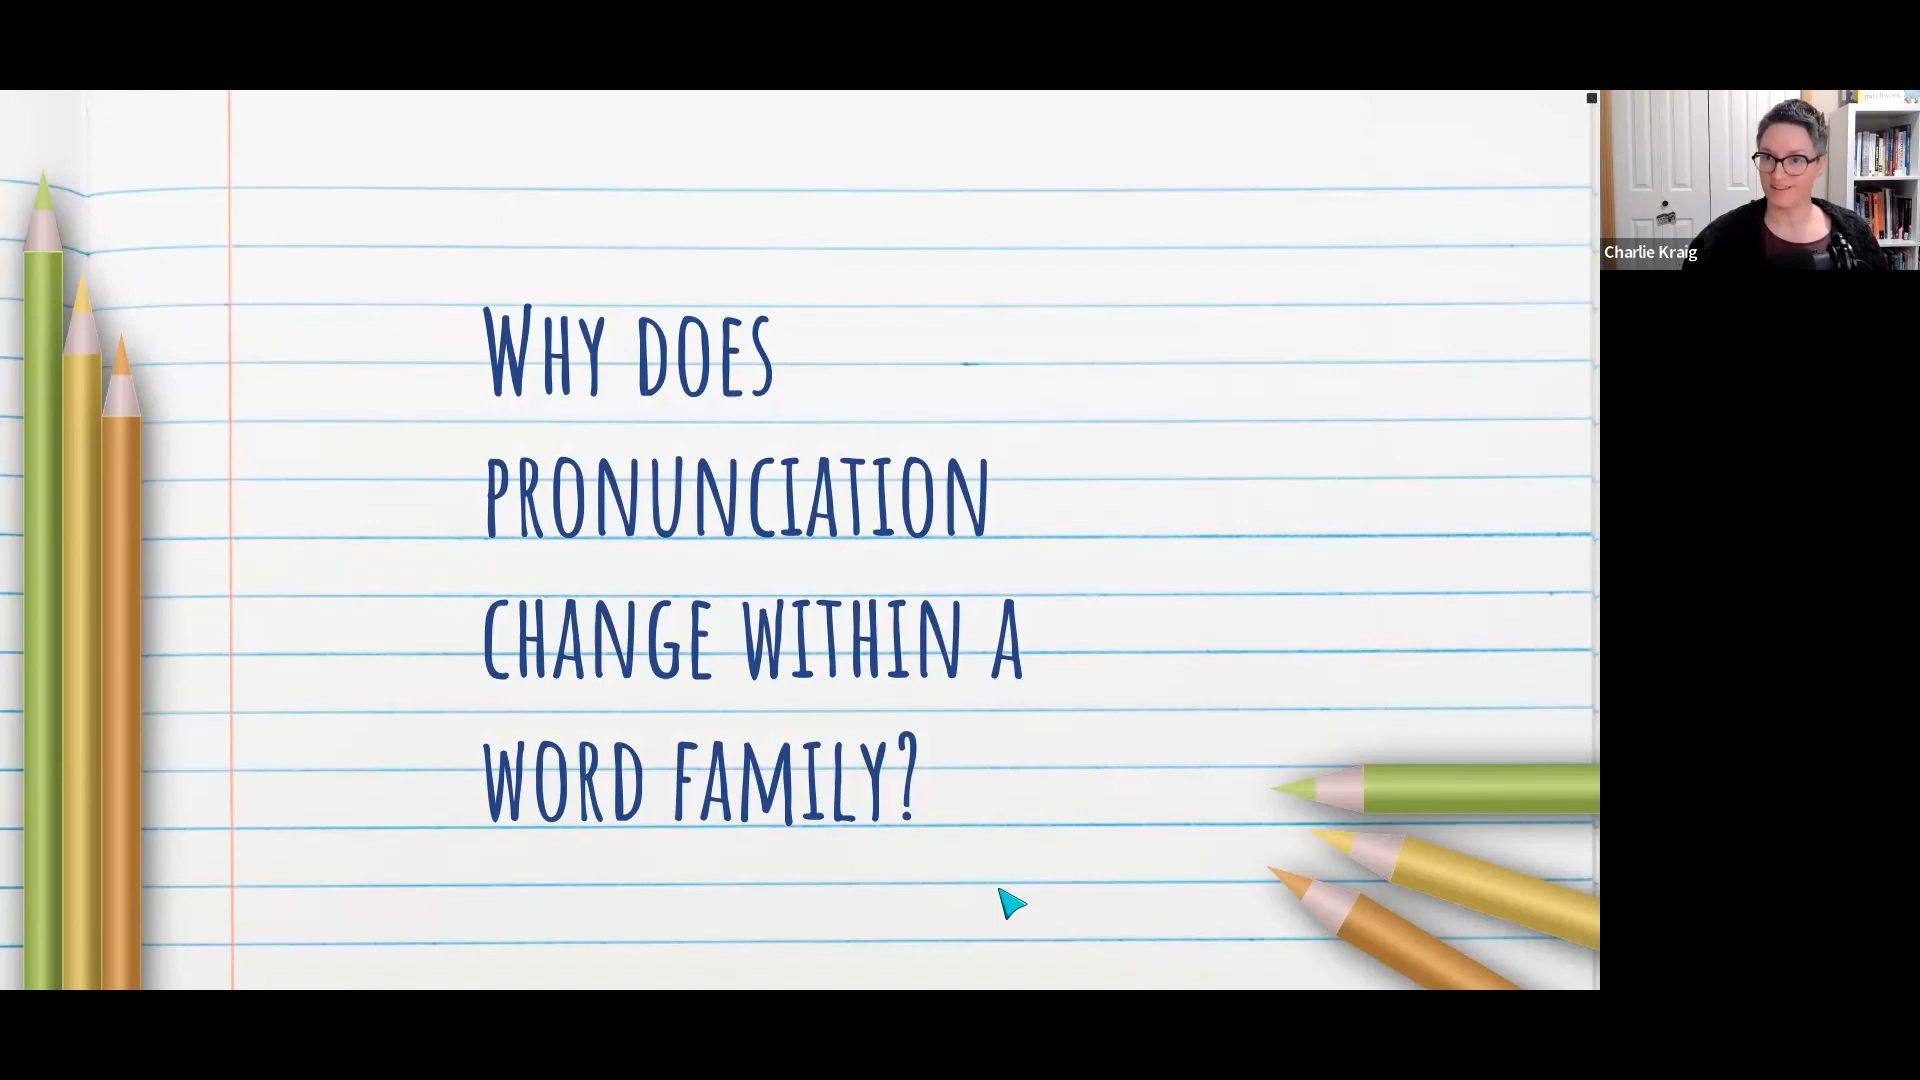 Why does
pronunciation
change within a
word family?
Charlie Kraig